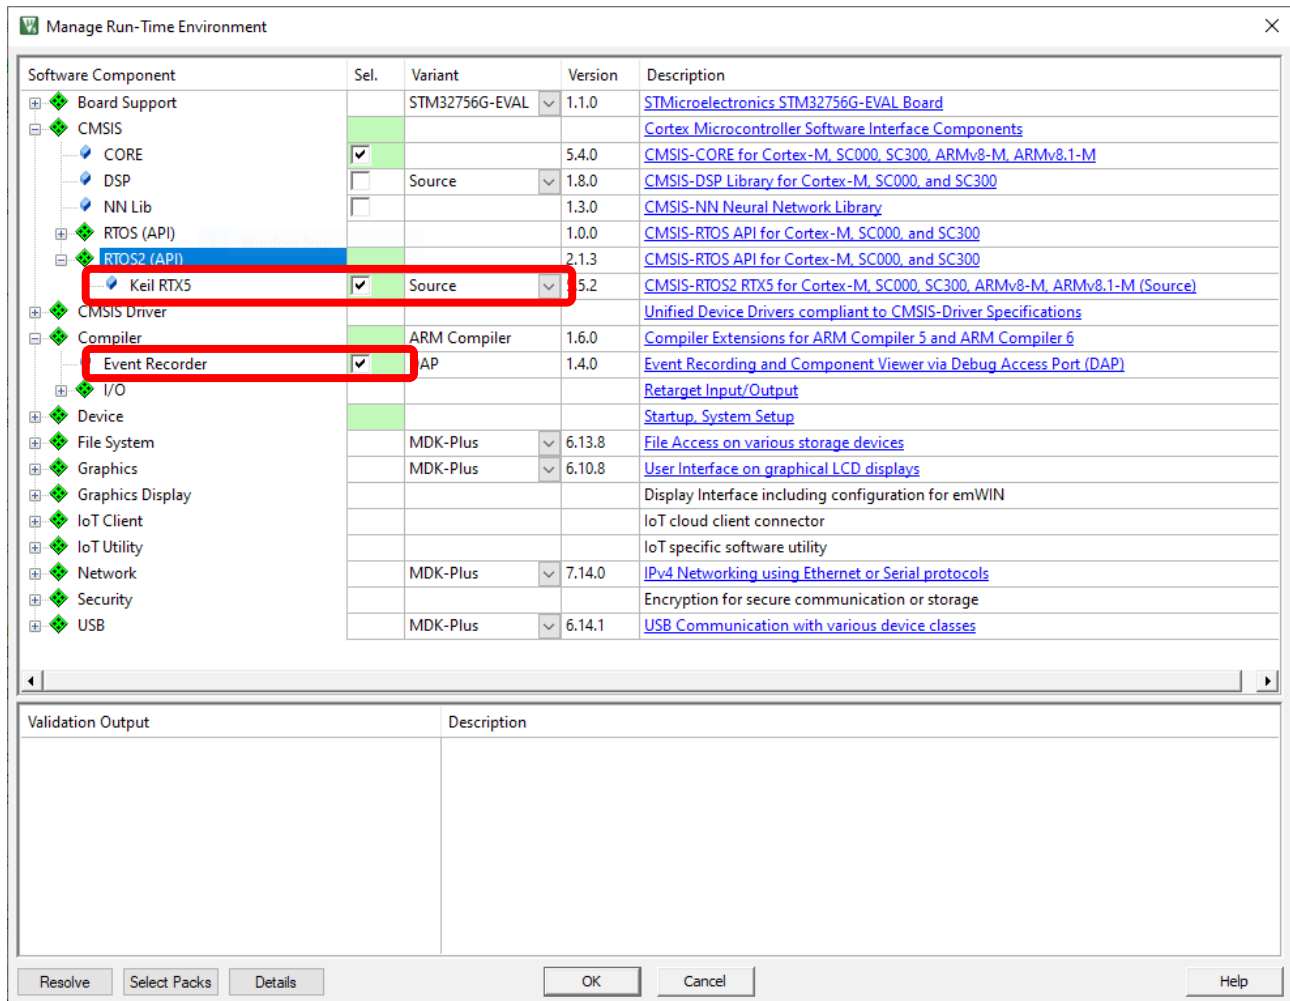 Manage Run-Time Environment
Software Component Sel. Variant Version Description
Board Support STM32756G-EVAL 1.1.0 STMicroelectronics STM32756G-EVAL Board
CMSIS Cortex Microcontroller Software Interface Components
CORE 5.4.0 CMSIS-CORE for Cortex-M, SC000, SC300, ARMv8-M, ARMv8.1-M
DSP Source 1.8.0 CMSIS-DSP Library for Cortex-M, SC000, and SC300
NN Lib 1.3.0 CMSIS-NN Neural Network Library
RTOS (API) 1.0.0 CMSIS-RTOS API for Cortex-M, SC000, and SC300
RTOS2 (API) 2.1.3 CMSIS-RTOS API for Cortex-M, SC000, and SC300
Keil RTX5 Source 5.5.2 CMSIS-RTOS2 RTX5 for Cortex-M, SC000, SC300, ARMv8-M, ARMv8.1-M (Source)
CMSIS Driver Unified Device Drivers compliant to CMSIS-Driver Specifications
Compiler ARM Compiler 1.6.0 Compiler Extensions for ARM Compiler 5 and ARM Compiler 6
Event Recorder DAP 1.4.0 Event Recording and Component Viewer via Debug Access Port (DAP)
I/O Retarget Input/Output
Device Startup, System Setup
File System MDK-Plus 6.13.8 File Access on various storage devices
Graphics MDK-Plus 6.10.8 User Interface on graphical LCD displays
Graphics Display Display Interface including configuration for emWIN
IoT Client IoT cloud client connector
IoT Utility IoT specific software utility
Network MDK-Plus 7.14.0 IPv4 Networking using Ethernet or Serial protocols
Security Encryption for secure communication or storage
USB MDK-Plus 6.14.1 USB Communication with various device classes
Validation Output Description
Resolve Select Packs Details OK Cancel Help